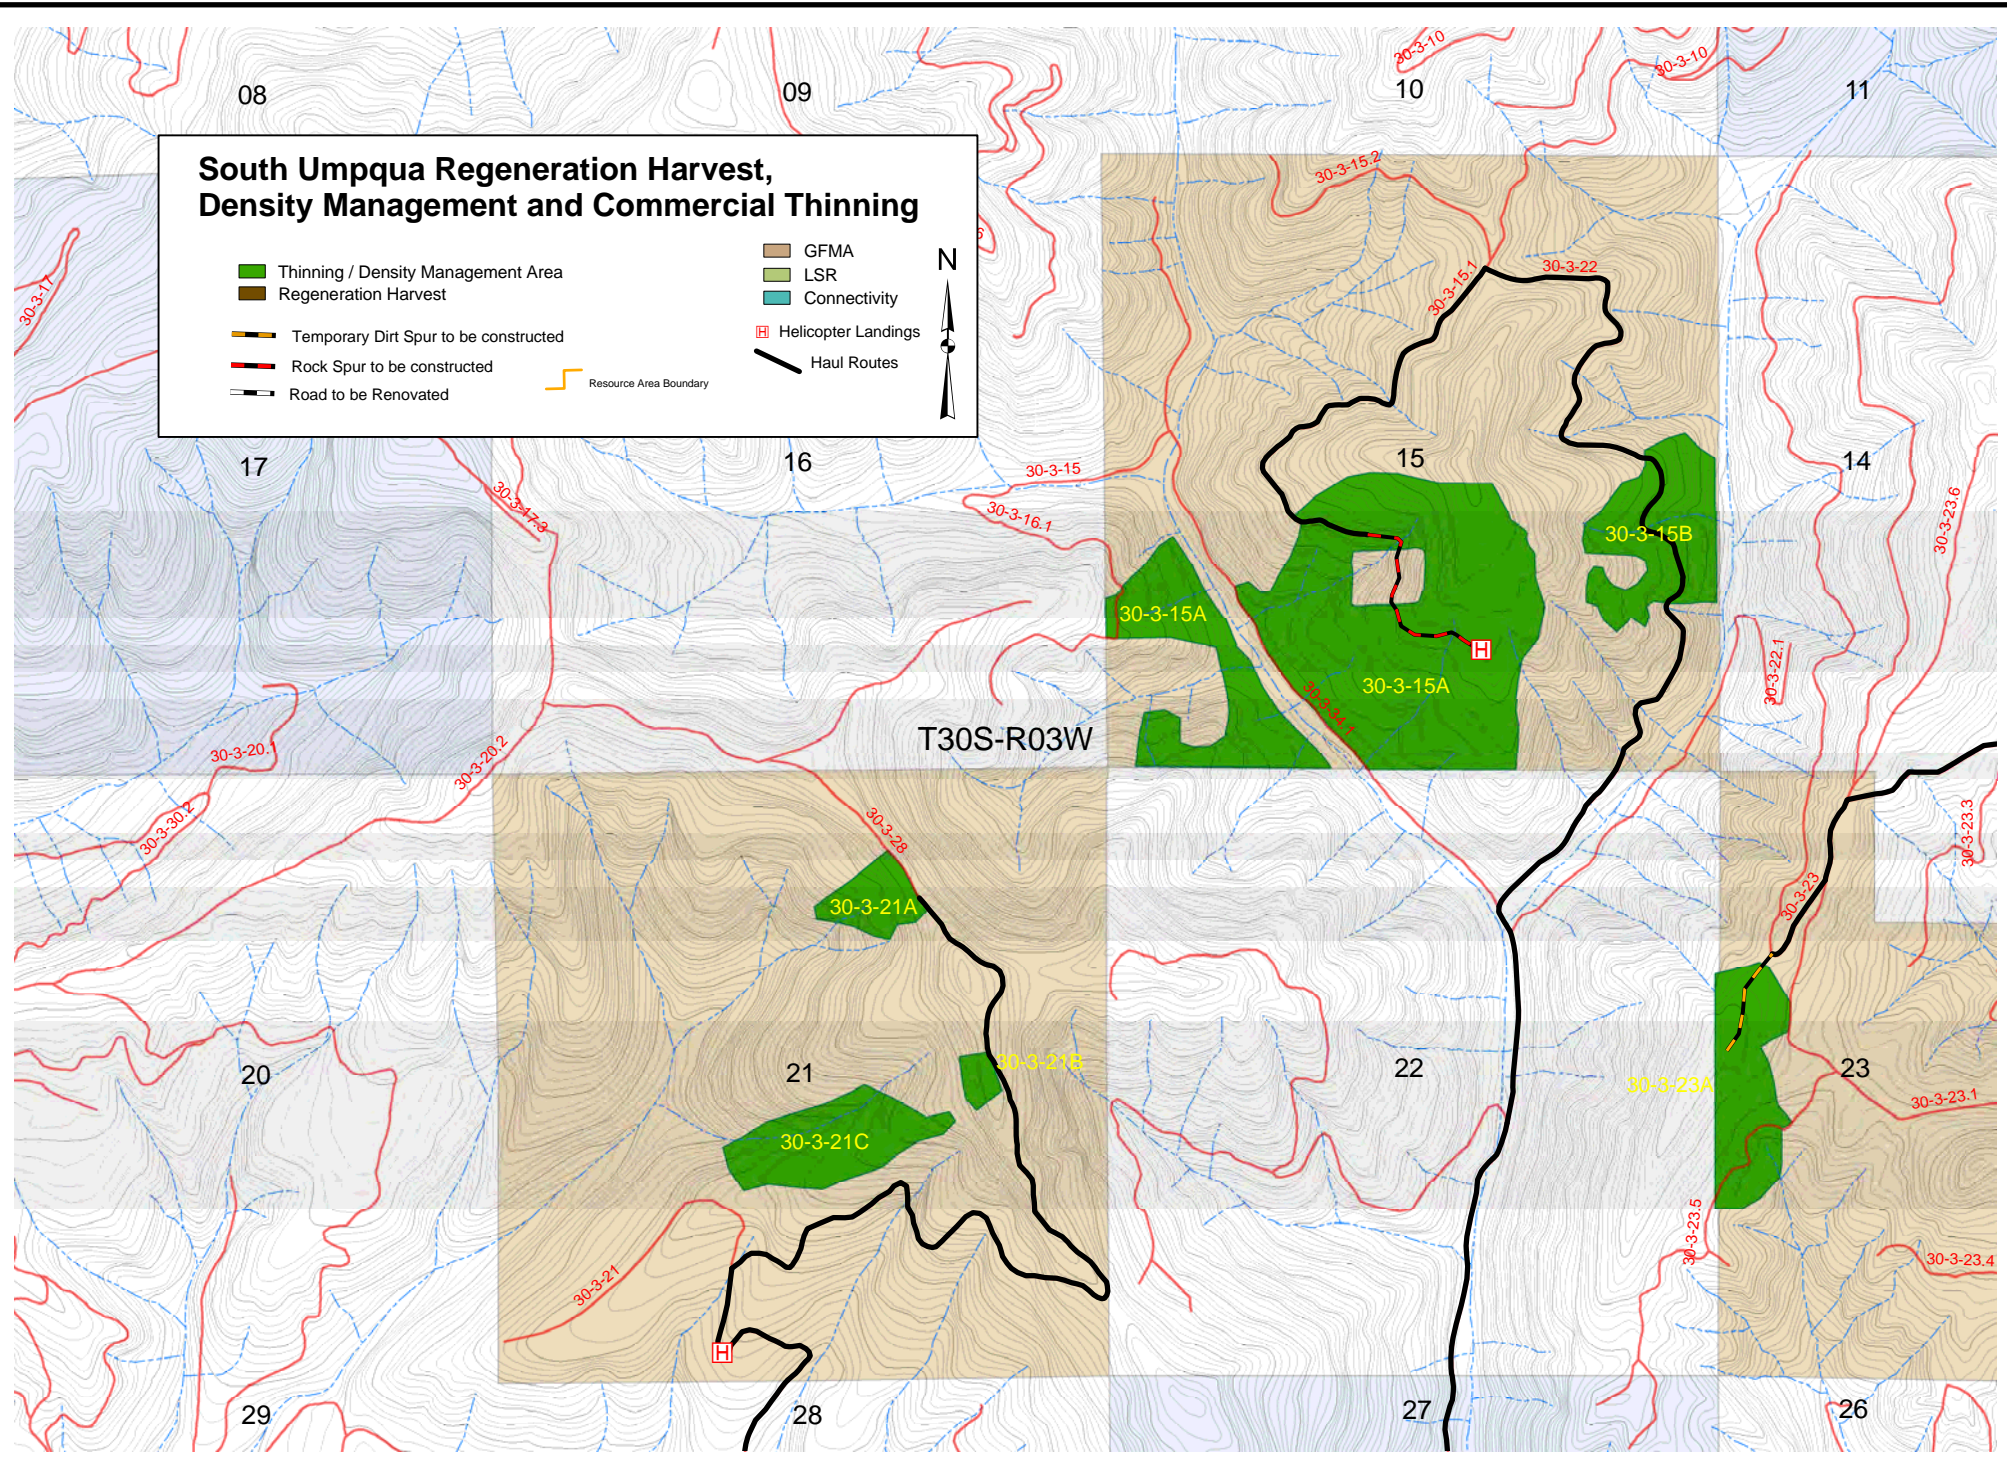 08
09
10
11
30-3-10
30-3-10
South Umpqua Regeneration Harvest,
Density Management and Commercial Thinning
Thinning / Density Management Area
Regeneration Harvest
Temporary Dirt Spur to be constructed
Rock Spur to be constructed
Road to be Renovated
Resource Area Boundary
GFMA
LSR
Connectivity
H Helicopter Landings
Haul Routes
N
6
30-3-17
30-3-15.2
30-3-15.1
30-3-22
17
16
15
14
30-3-15
30-3-16.1
30-3-17.3
30-3-23.6
30-3-15B
30-3-15A
30-3-15A
H
30-3-34.1
30-3-22.1
T30S-R03W
30-3-20.1
30-3-20.2
30-3-30.2
30-3-28
30-3-23.3
30-3-23
30-3-21A
20
21
22
23
30-3-21B
30-3-21C
30-3-23A
30-3-23.1
30-3-23.5
30-3-23.4
30-3-21
H
29
28
27
26